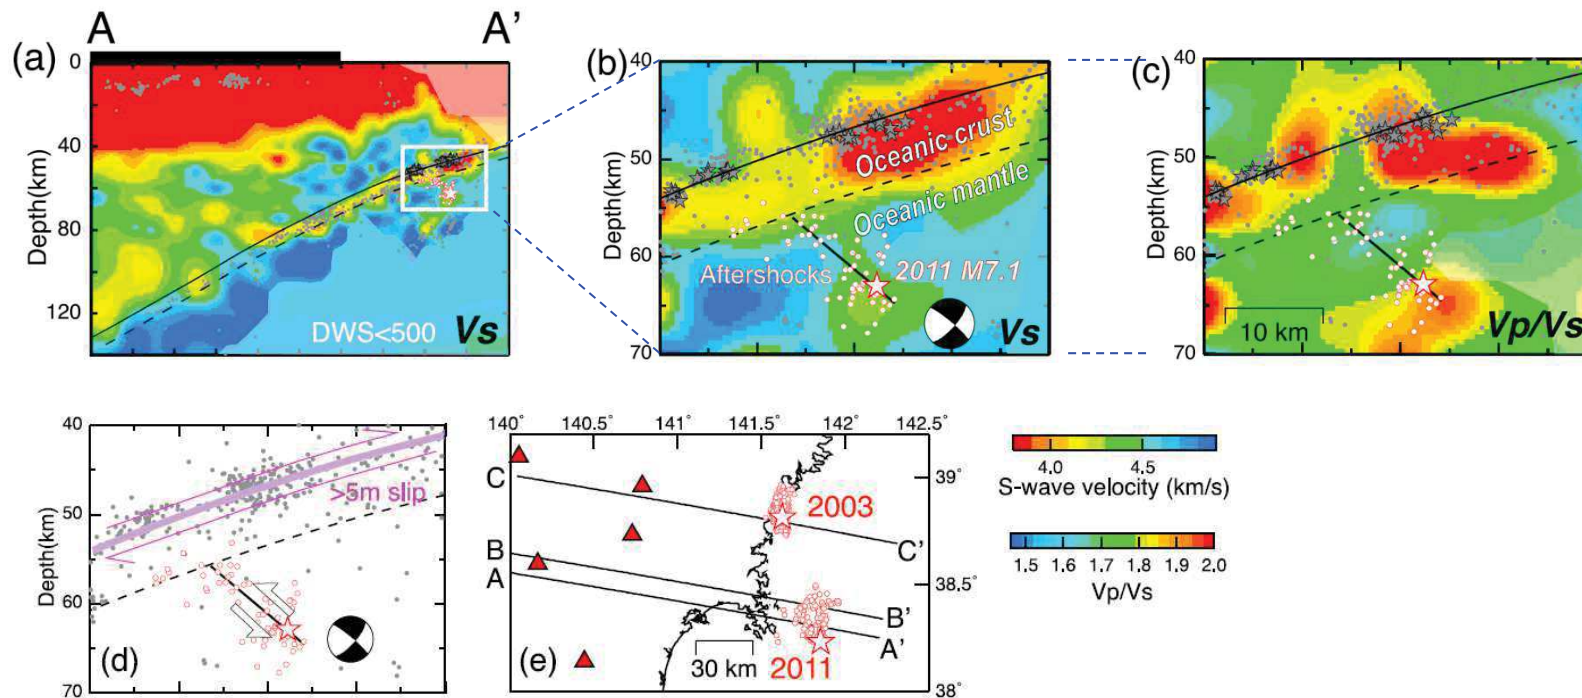 A
A'
(a)
0
40
80
120
Depth(km)
DWS<500
Vs
(b)
40
50
60
70
Depth(km)
Oceanic crust
Oceanic mantle
Aftershocks
2011 M7.1
Vs
(c)
40
50
60
70
10 km
Vp/Vs
(d)
40
50
60
70
Depth(km)
>5m slip
(e)
140° 140.5° 141° 141.5° 142° 142.5°
39°
38.5°
38°
C
C'
B
B'
A
A'
2003
2011
30 km
4.0 4.5
S-wave velocity (km/s)
1.5 1.6 1.7 1.8 1.9 2.0
Vp/Vs